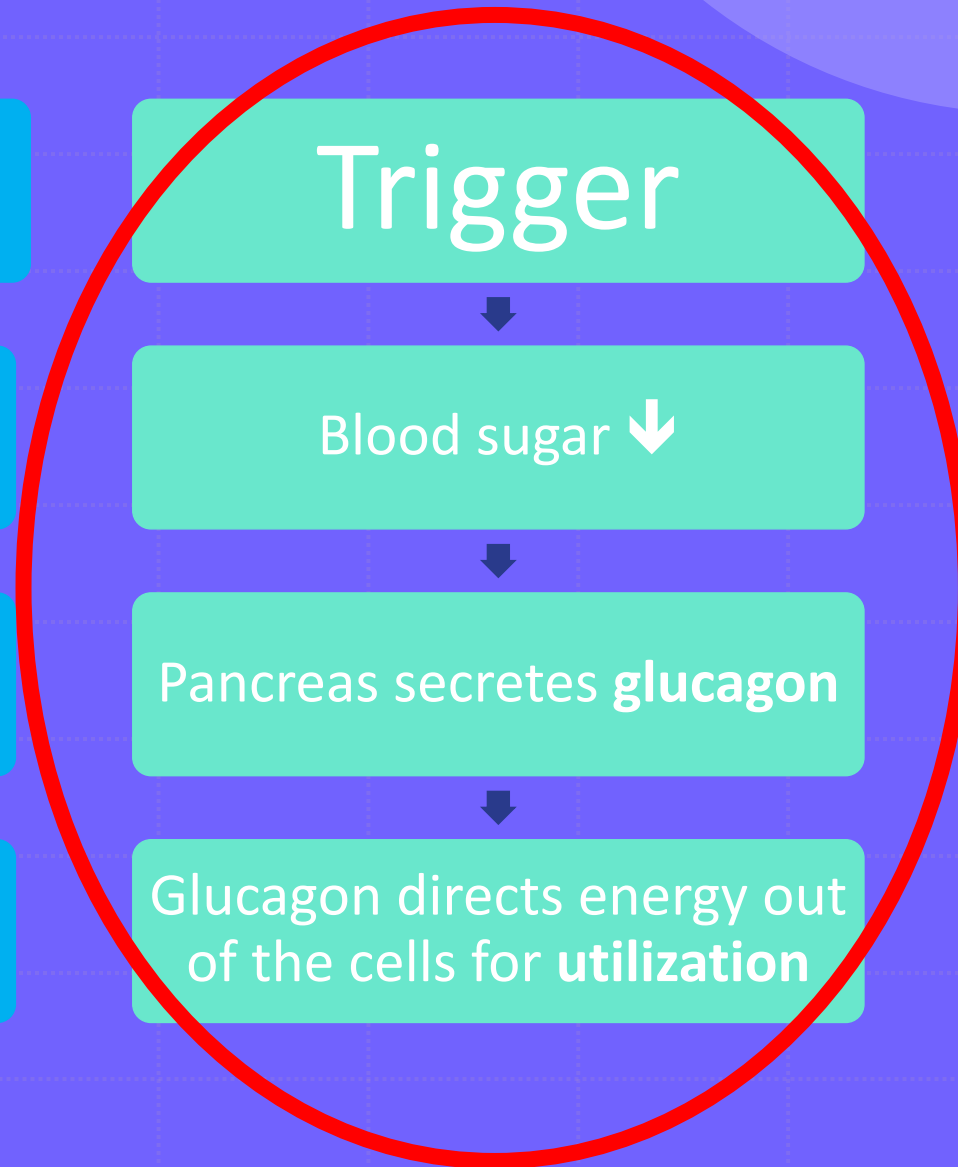 Trigger
Blood sugar ↓
Pancreas secretes glucagon
Glucagon directs energy out
of the cells for utilization